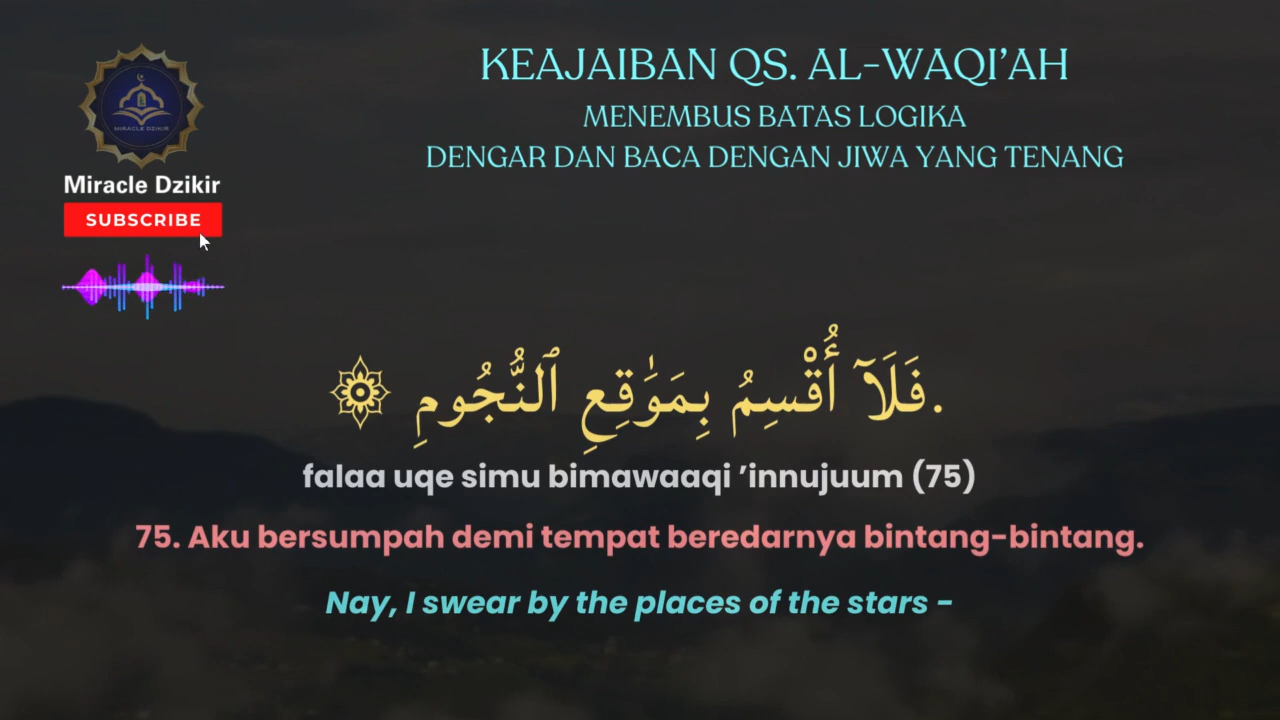 KEAJAIBAN QS. AL-WAQI'AH
MENEMBUS BATAS LOGIKA
DENGAR DAN BACA DENGAN JIWA YANG TENANG
MIRACLE DZIKIR
Miracle Dzikir
SUBSCRIBE
.فَلَآ أُقْسِمُ بِمَوَٰقِعِ ٱلنُّجُومِ ۞
falaa uqe simu bimawaaqi ’innujuum (75)
75. Aku bersumpah demi tempat beredarnya bintang-bintang.
Nay, I swear by the places of the stars -